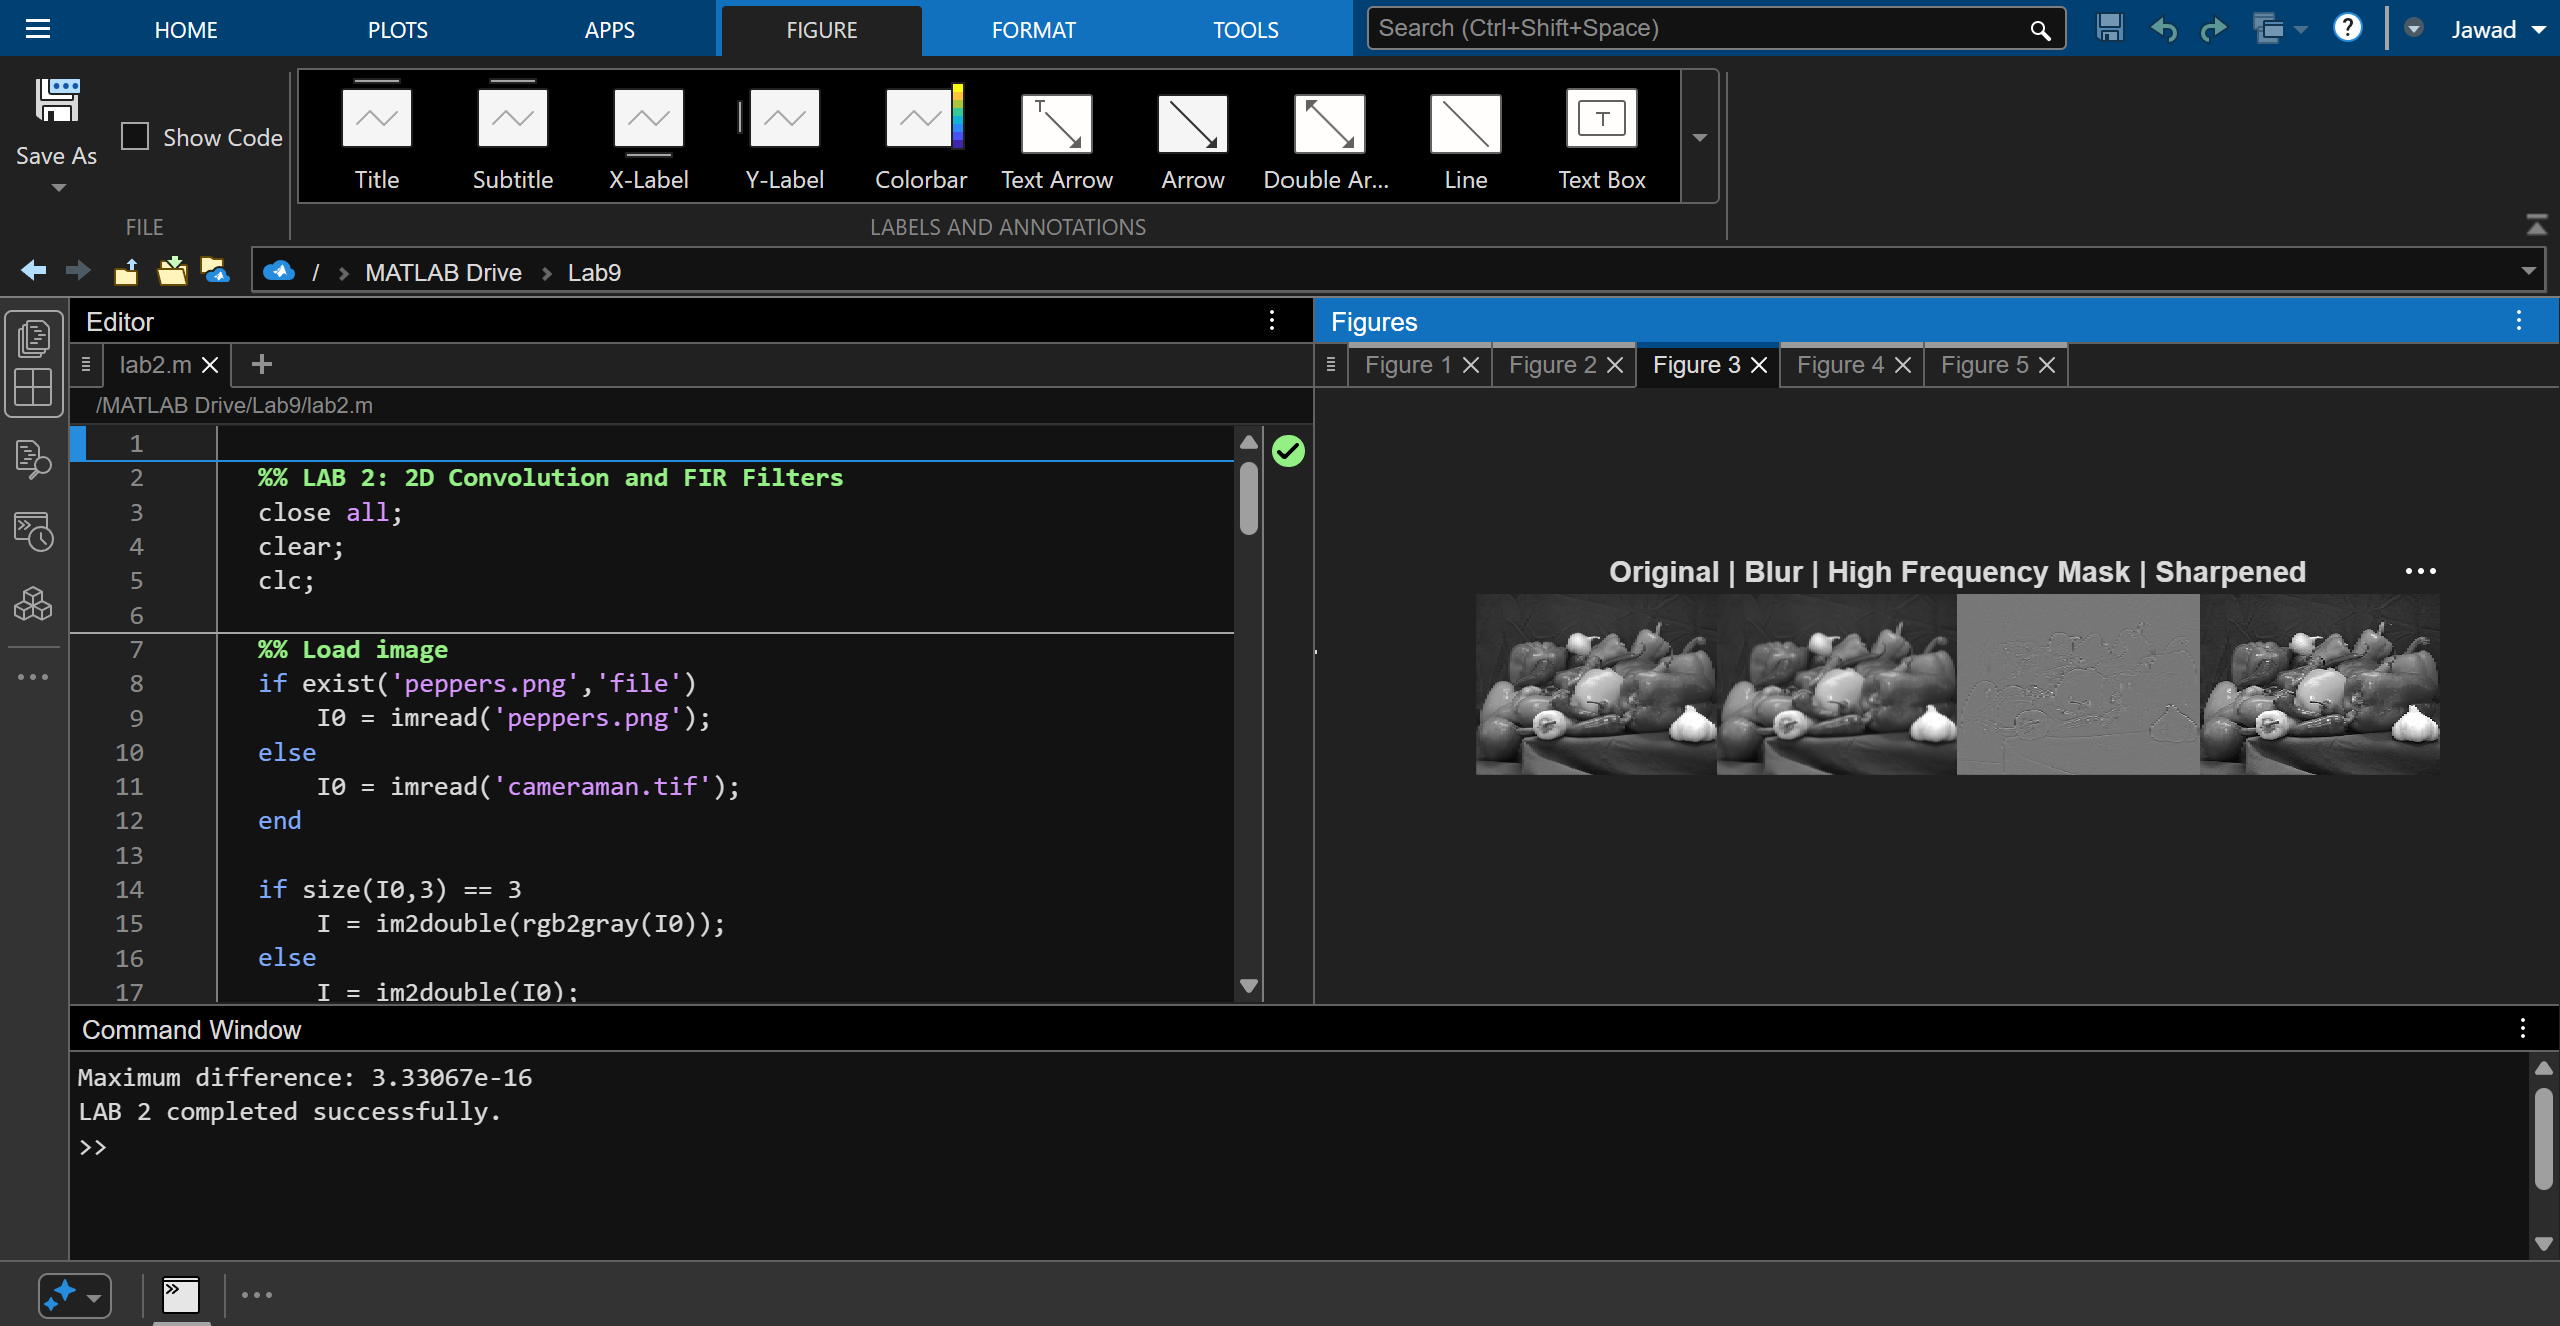 HOME PLOTS APPS FIGURE FORMAT TOOLS Search (Ctrl+Shift+Space) ? Jawad
Save As
Show Code
FILE
Title Subtitle X-Label Y-Label Colorbar Text Arrow Arrow Double Ar... Line Text Box
LABELS AND ANNOTATIONS
/ > MATLAB Drive > Lab9
Editor
lab2.m
/MATLAB Drive/Lab9/lab2.m
1
2 %% LAB 2: 2D Convolution and FIR Filters
3 close all;
4 clear;
5 clc;
6
7 %% Load image
8 if exist('peppers.png','file')
9 I0 = imread('peppers.png');
10 else
11 I0 = imread('cameraman.tif');
12 end
13
14 if size(I0,3) == 3
15 I = im2double(rgb2gray(I0));
16 else
17 I = im2double(I0);
Figures
Figure 1 Figure 2 Figure 3 Figure 4 Figure 5
Original | Blur | High Frequency Mask | Sharpened
Command Window
Maximum difference: 3.33067e-16
LAB 2 completed successfully.
>>